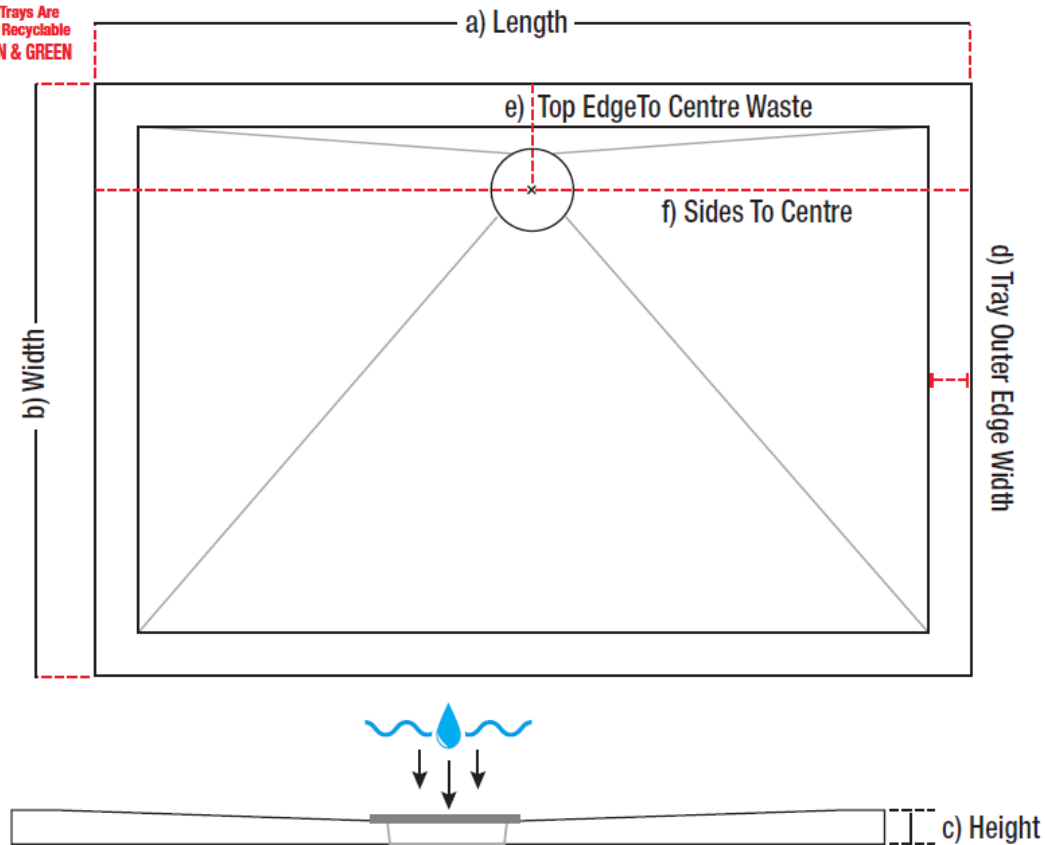 Trays Are
Recyclable
N & GREEN
a) Length
e) Top EdgeTo Centre Waste
f) Sides To Centre
d) Tray Outer Edge Width
b) Width
c) Height